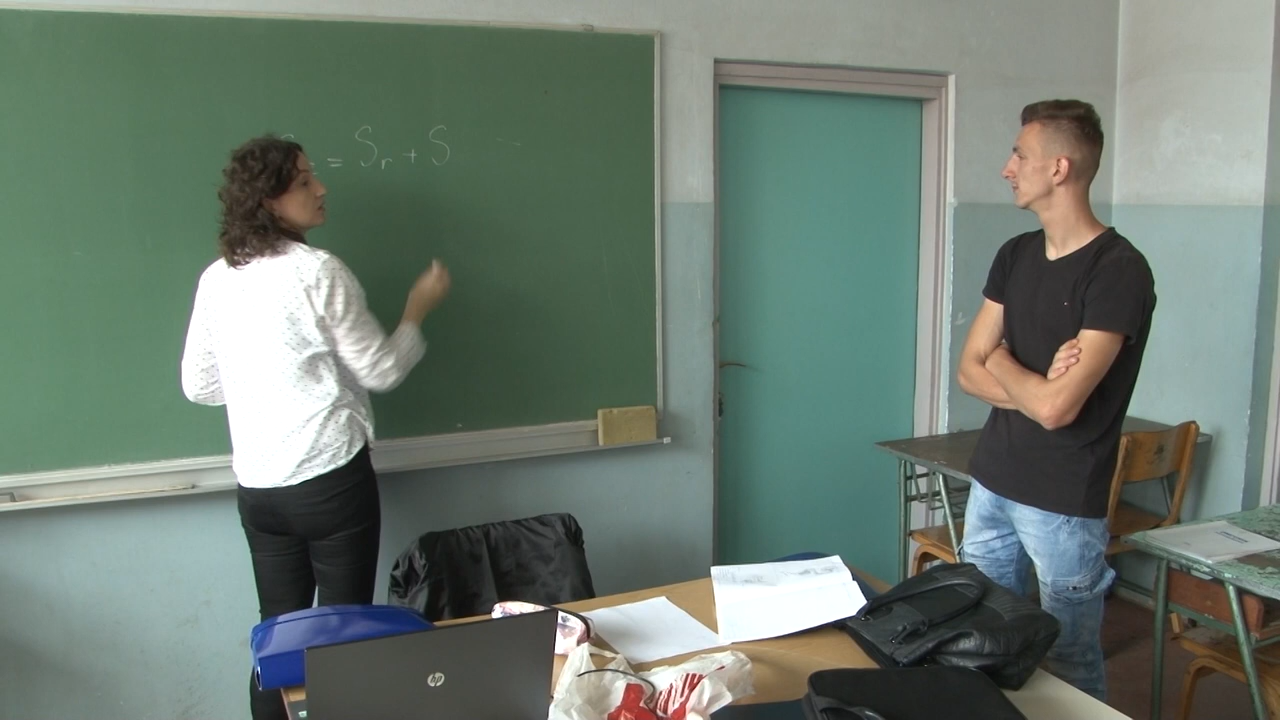 = Sr + S
hp